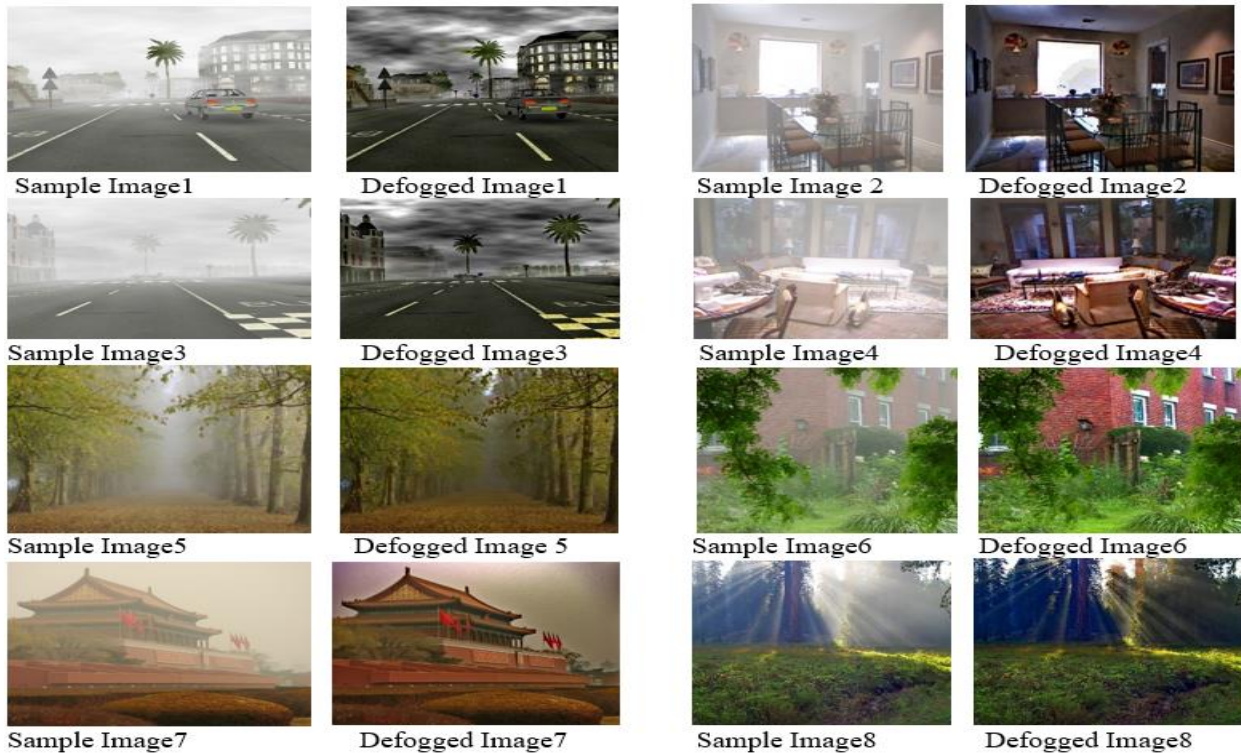 Sample Image1 Defogged Image1 Sample Image 2 Defogged Image2
Sample Image3 Defogged Image3 Sample Image4 Defogged Image4
Sample Image5 Defogged Image 5 Sample Image6 Defogged Image6
Sample Image7 Defogged Image7 Sample Image8 Defogged Image8